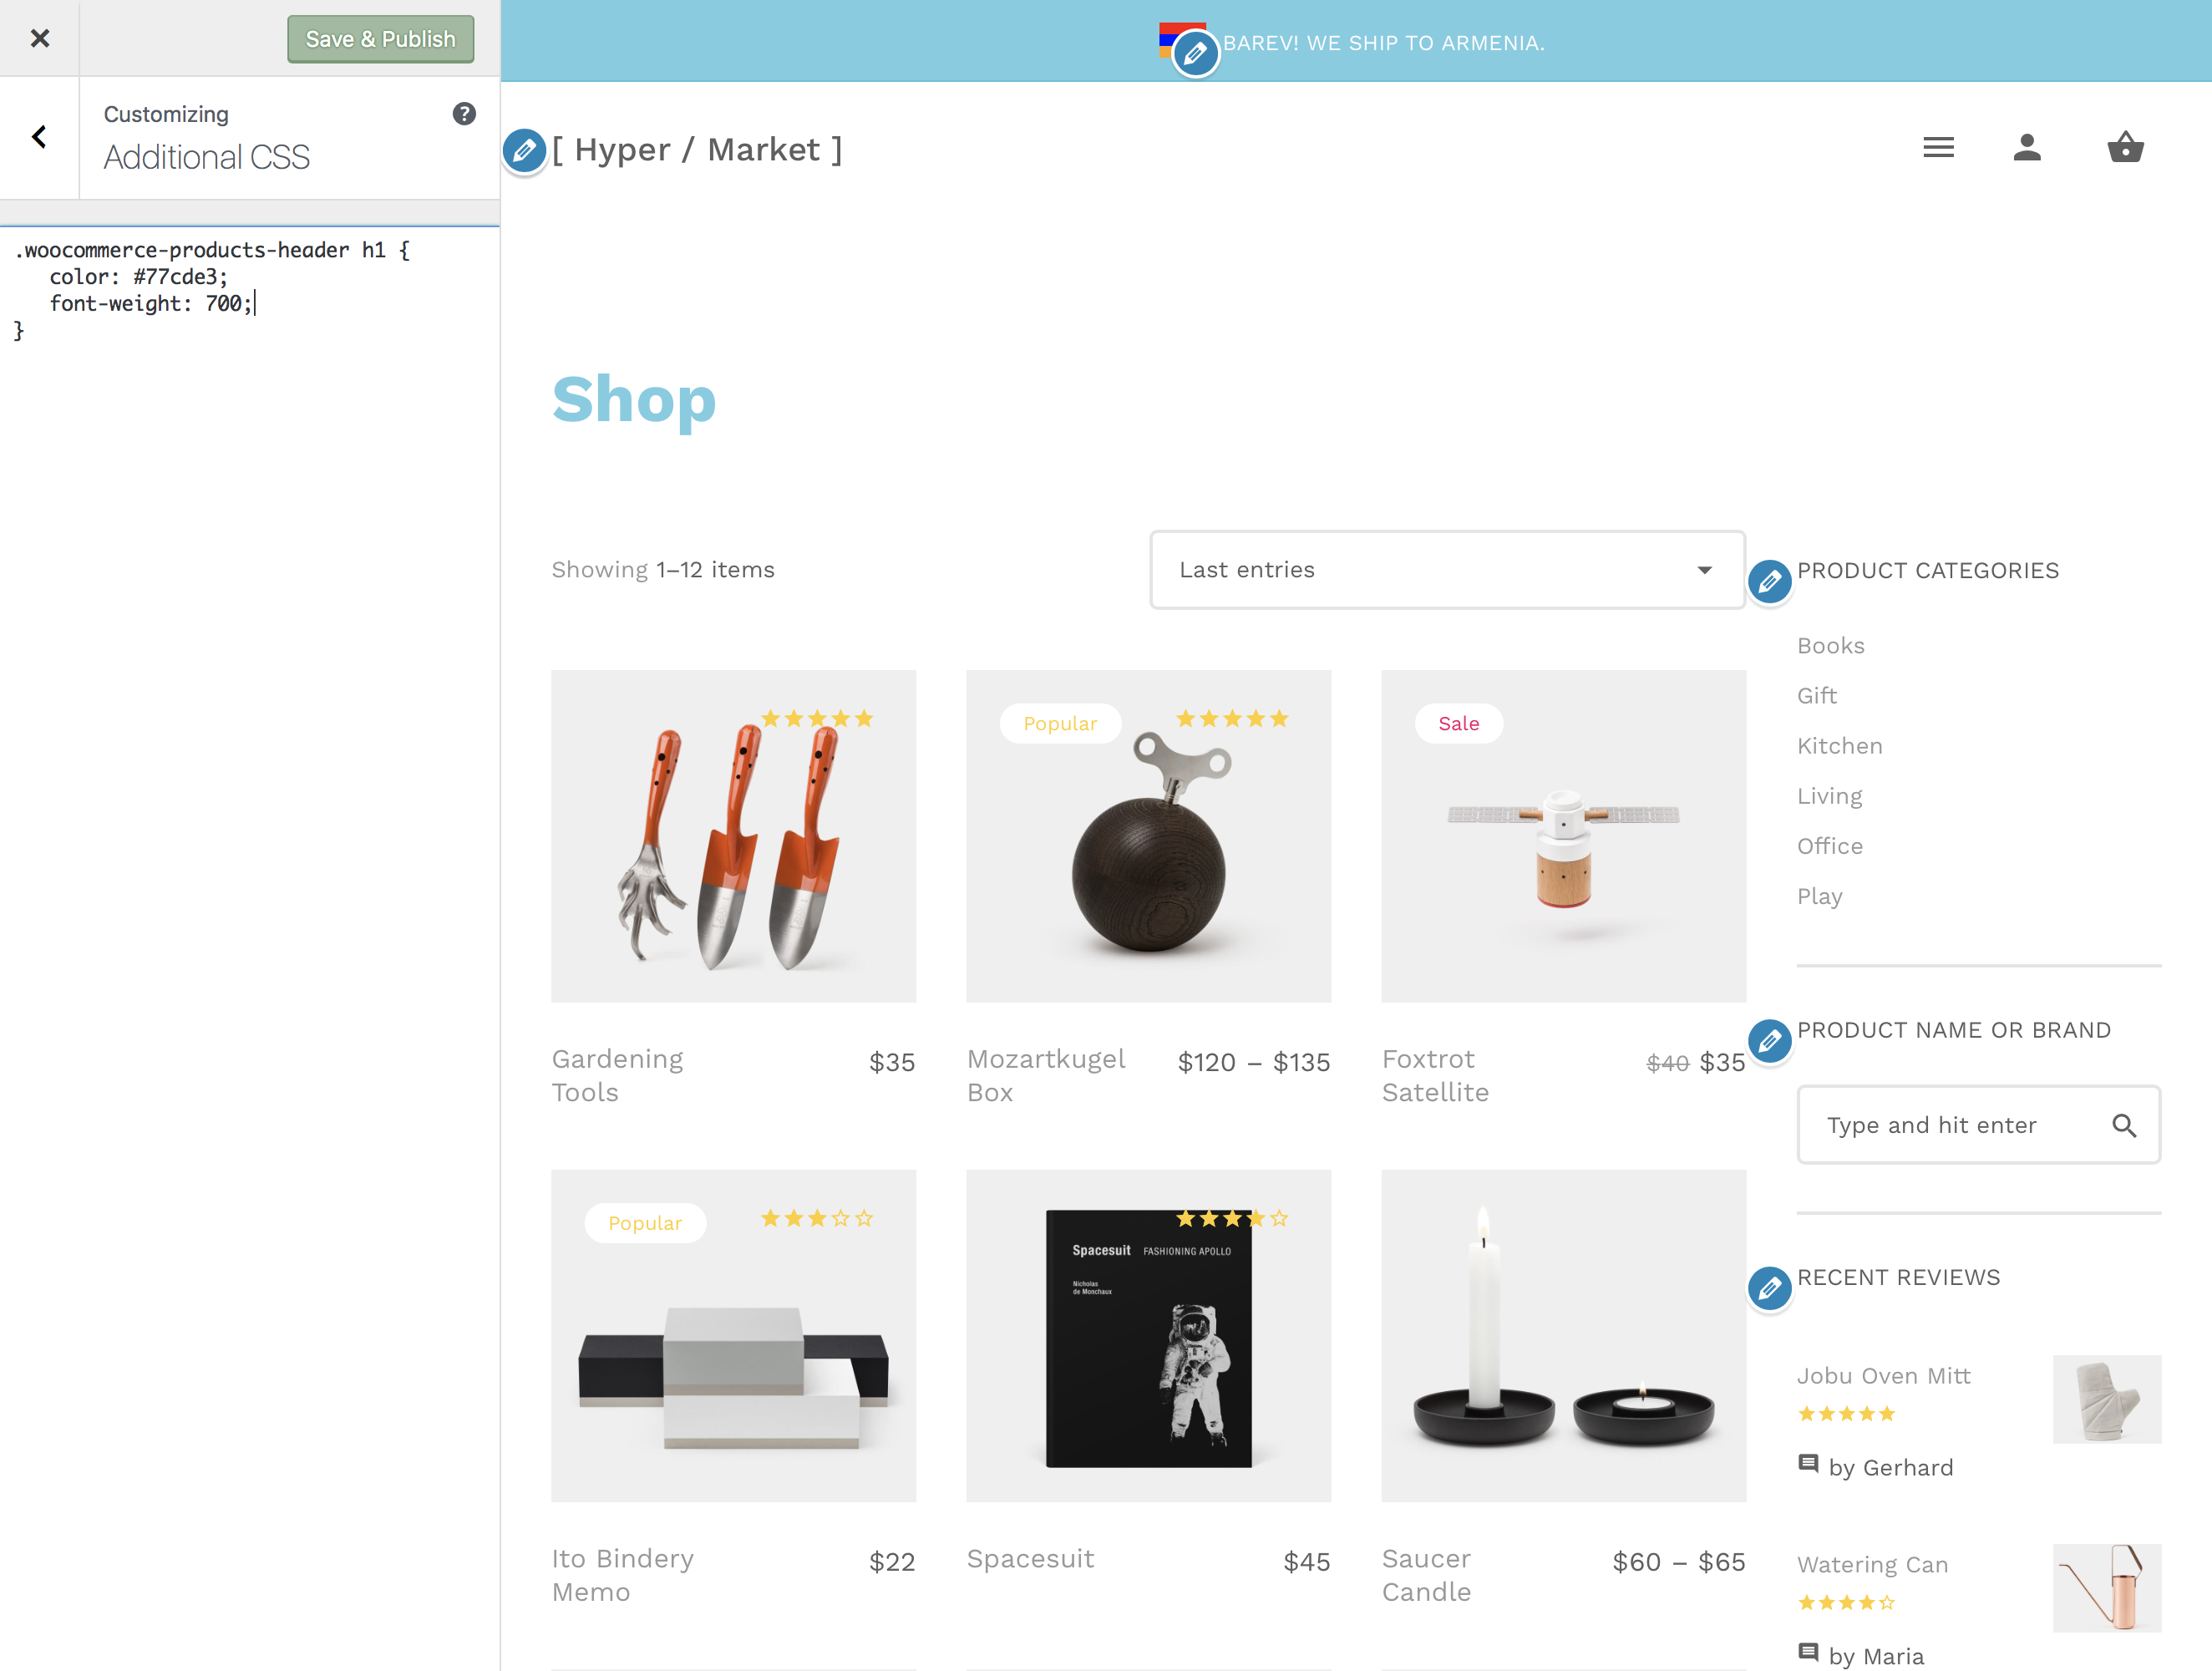 Save & Publish
Customizing
Additional CSS
.woocommerce-products-header h1 {
color: #77cde3;
font-weight: 700;
}
BAREV! WE SHIP TO ARMENIA.
[ Hyper / Market ]
Shop
Showing 1–12 items
Last entries
Popular
Sale
Gardening Tools
$35
Mozartkugel Box
$120 – $135
Foxtrot Satellite
$40 $35
Popular
Spacesuit FASHIONING APOLLO
Nicholas
de Monchaux
Ito Bindery Memo
$22
Spacesuit
$45
Saucer Candle
$60 – $65
PRODUCT CATEGORIES
Books
Gift
Kitchen
Living
Office
Play
PRODUCT NAME OR BRAND
Type and hit enter
RECENT REVIEWS
Jobu Oven Mitt
by Gerhard
Watering Can
by Maria